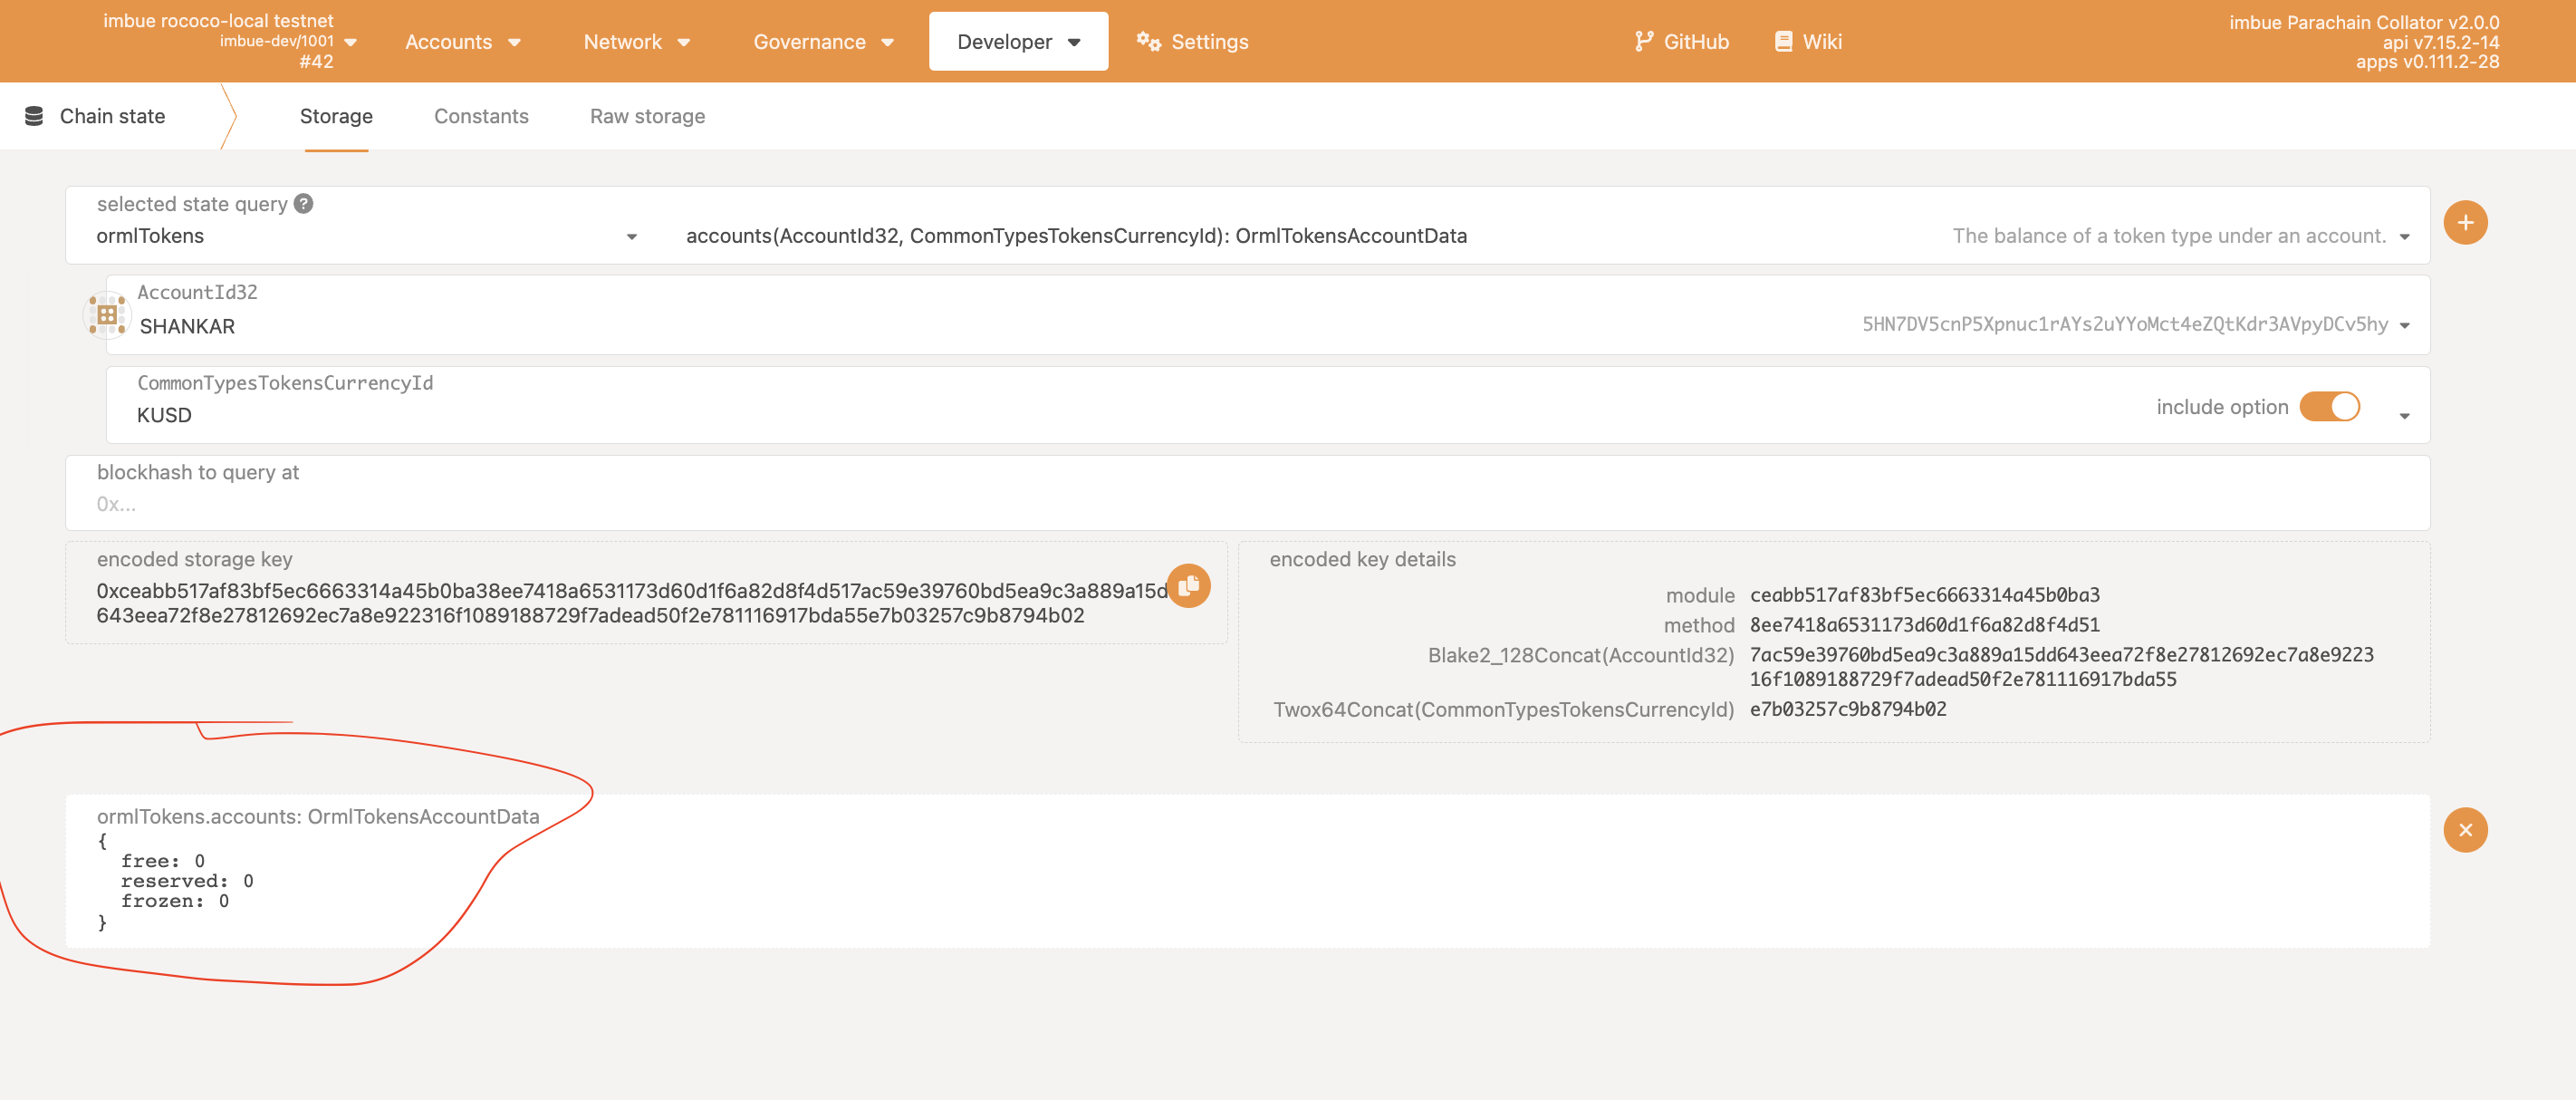 imbue rococo-local testnet
imbue-dev/1001
#42
Accounts
Network
Governance
Developer
Settings
GitHub
Wiki
imbue Parachain Collator v2.0.0
api v7.15.2-14
apps v0.111.2-28
Chain state
Storage
Constants
Raw storage
selected state query ?
ormlTokens
accounts(AccountId32, CommonTypesTokensCurrencyId): OrmlTokensAccountData
The balance of a token type under an account.
AccountId32
SHANKAR
5HN7DV5cnP5Xpnuc1rAYs2uYYoMct4eZQtKdr3AVpyDCv5hy
CommonTypesTokensCurrencyId
KUSD
include option
blockhash to query at
0x...
encoded storage key
0xceabb517af83bf5ec6663314a45b0ba38ee7418a6531173d60d1f6a82d8f4d517ac59e39760bd5ea9c3a889a15d
643eea72f8e27812692ec7a8e922316f1089188729f7adead50f2e781116917bda55e7b03257c9b8794b02
encoded key details
module ceabb517af83bf5ec6663314a45b0ba3
method 8ee7418a6531173d60d1f6a82d8f4d51
Blake2_128Concat(AccountId32) 7ac59e39760bd5ea9c3a889a15dd643eea72f8e27812692ec7a8e9223
16f1089188729f7adead50f2e781116917bda55
Twox64Concat(CommonTypesTokensCurrencyId) e7b03257c9b8794b02
ormlTokens.accounts: OrmlTokensAccountData
{
free: 0
reserved: 0
frozen: 0
}